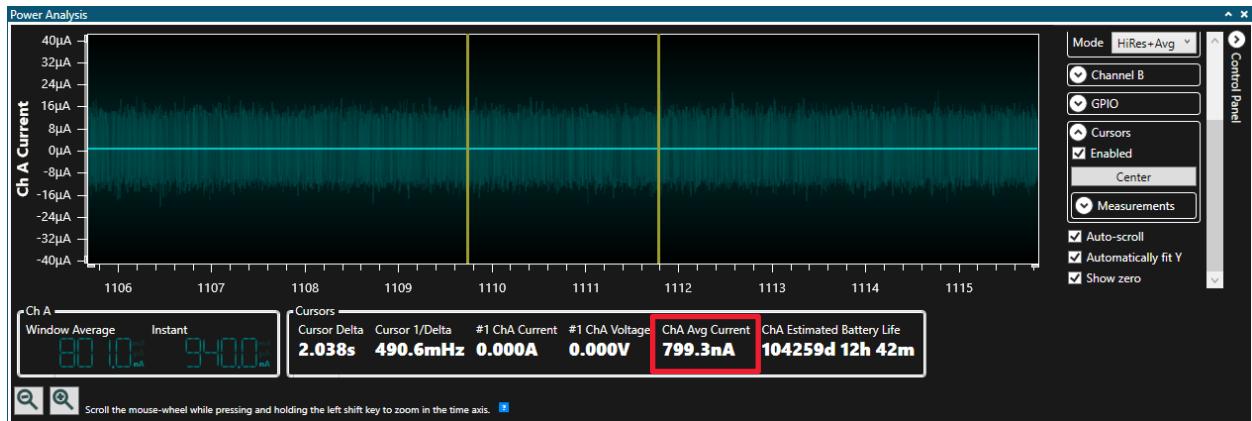 Power Analysis
Ch A Current
40µA
32µA
24µA
16µA
8µA
0µA
-8µA
-16µA
-24µA
-32µA
-40µA
1106 1107 1108 1109 1110 1111 1112 1113 1114 1115
Mode HiRes+Avg
Channel B
GPIO
Cursors
Enabled
Center
Measurements
Auto-scroll
Automatically fit Y
Show zero
Control Panel
Ch A
Window Average Instant
801.0 940.0
Cursors
Cursor Delta Cursor 1/Delta #1 ChA Current #1 ChA Voltage ChA Avg Current ChA Estimated Battery Life
2.038s 490.6mHz 0.000A 0.000V 799.3nA 104259d 12h 42m
Scroll the mouse-wheel while pressing and holding the left shift key to zoom in the time axis.